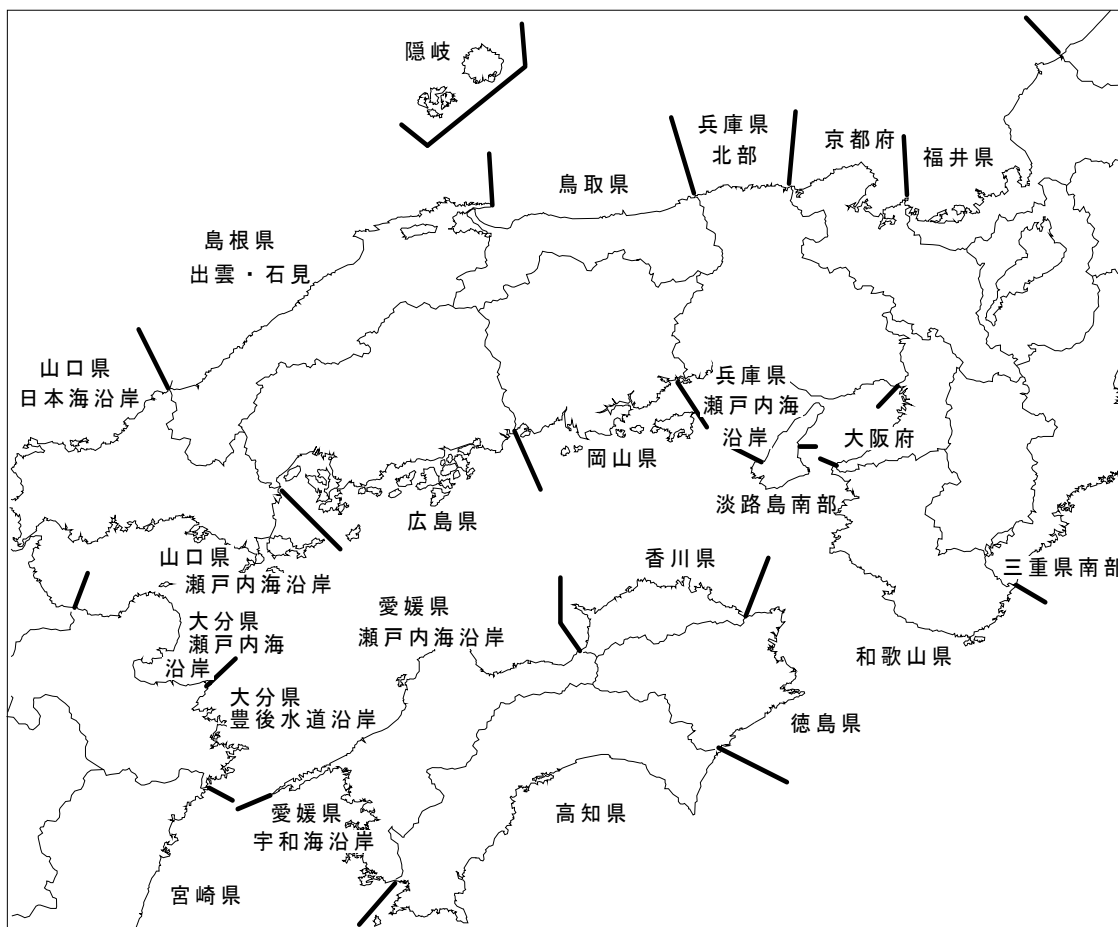 隠岐
兵庫県
北部
京都府
福井県
鳥取県
島根県
出雲・石見
山口県
日本海沿岸
兵庫県
瀬戸内海
沿岸
大阪府
岡山県
淡路島南部
広島県
山口県
瀬戸内海沿岸
香川県
三重県南部
愛媛県
瀬戸内海沿岸
大分県
瀬戸内海
沿岸
和歌山県
大分県
豊後水道沿岸
徳島県
愛媛県
宇和海沿岸
高知県
宮崎県